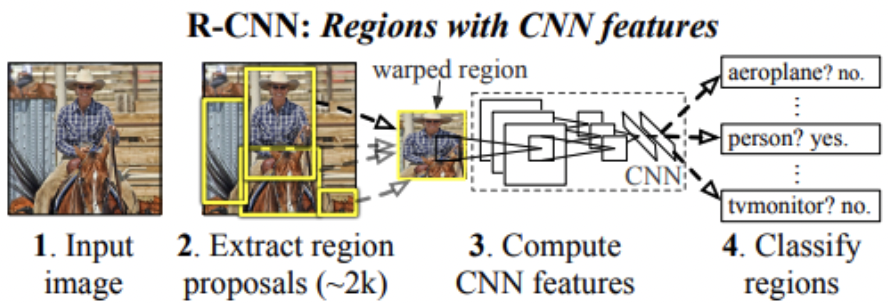 R-CNN: Regions with CNN features
warped region
aeroplane? no.
person? yes.
CNN
tvmonitor? no.
1. Input
image
2. Extract region
proposals (~2k)
3. Compute
CNN features
4. Classify
regions